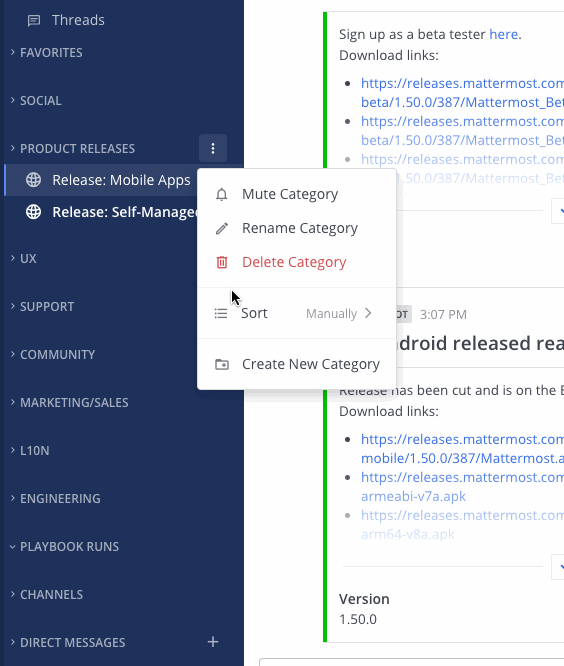 Threads
FAVORITES
SOCIAL
PRODUCT RELEASES
Release: Mobile Apps
Release: Self-Manage
UX
SUPPORT
COMMUNITY
MARKETING/SALES
L10N
ENGINEERING
PLAYBOOK RUNS
CHANNELS
DIRECT MESSAGES
Mute Category
Rename Category
Delete Category
Sort Manually
Create New Category
Sign up as a beta tester here.
Download links:
https://releases.mattermost.com
beta/1.50.0/387/Mattermost_Bet
https://releases.mattermost.com
beta/1.50.0/387/Mattermost_Bet
https://releases.mattermost.com
/1.50.0/387/Mattermost_Bet
OT 3:07 PM
ndroid released rea
Release has been cut and is on the B
Download links:
https://releases.mattermost.com
mobile/1.50.0/387/Mattermost.a
https://releases.mattermost.com
armeabi-v7a.apk
https://releases.mattermost.com
arm64-v8a.apk
Version
1.50.0